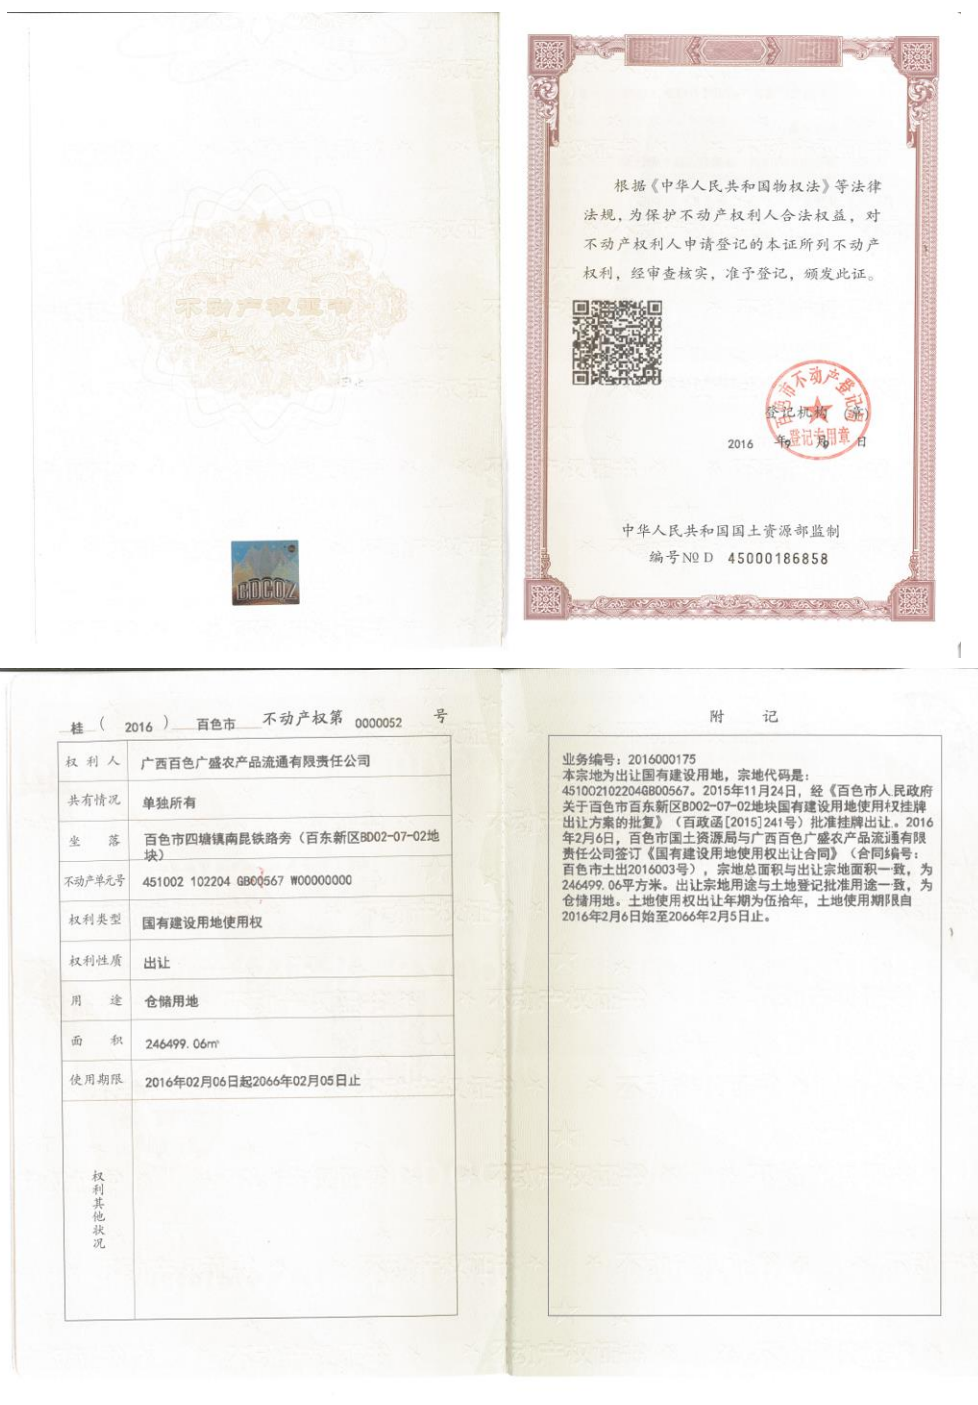 不动产权证书
根据《中华人民共和国物权法》等法律
法规，为保护不动产权利人合法权益，对
不动产权利人申请登记的本证所列不动产
权利，经审查核实，准予登记，颁发此证。
百色市不动产登记局
登记机构（章）
登记专用章
2016 年 9 月 9 日
中华人民共和国国土资源部监制
编号№ D 45000186858
桂 （ 2016 ） 百色市 不动产权第 0000052 号
权利人 广西百色广盛农产品流通有限责任公司
共有情况 单独所有
坐落 百色市四塘镇南昆铁路旁（百东新区BD02-07-02地
块）
不动产单元号 451002 102204 GB00567 W00000000
权利类型 国有建设用地使用权
权利性质 出让
用途 仓储用地
面积 246499.06㎡
使用期限 2016年02月06日起2066年02月05日止
权利其他状况
附 记
业务编号：2016000175
本宗地为出让国有建设用地，宗地代码是：
451002102204GB00567。2015年11月24日，经《百色市人民政府
关于百色市百东新区BD02-07-02地块国有建设用地使用权挂牌
出让方案的批复》（百政函[2015]241号）批准挂牌出让。2016
年2月6日，百色市国土资源局与广西百色广盛农产品流通有限
责任公司签订《国有建设用地使用权出让合同》（合同编号：
百色市土出2016003号），宗地总面积与出让宗地面积一致，为
246499.06平方米。出让宗地用途与土地登记批准用途一致，为
仓储用地。土地使用权出让年期为伍拾年，土地使用期限自
2016年2月6日始至2066年2月5日止。